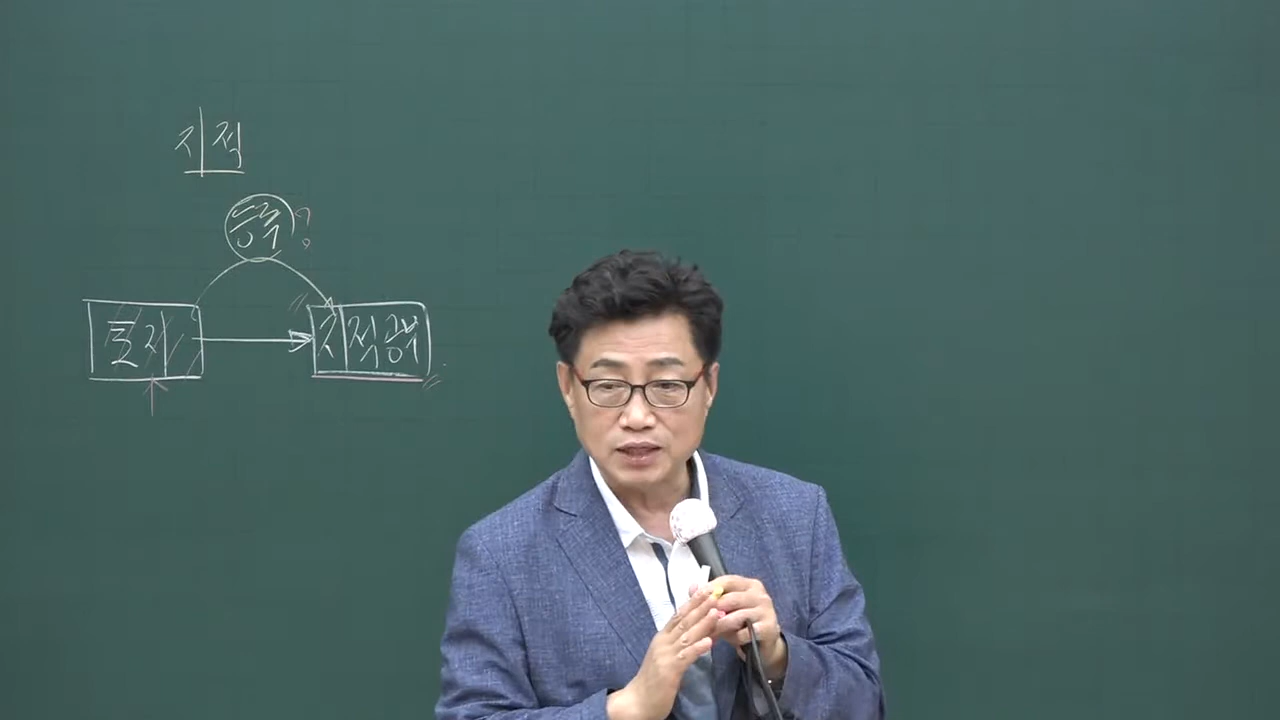 지적
등록?
토지 → 지적공부